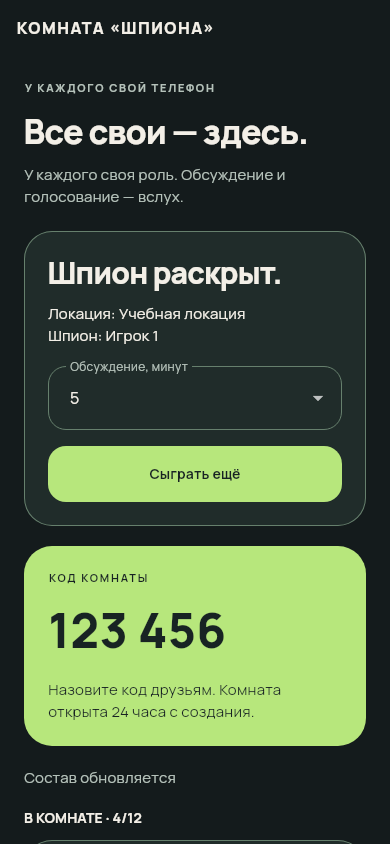 КОМНАТА «ШПИОНА»
У КАЖДОГО СВОЙ ТЕЛЕФОН
Все свои — здесь.
У каждого своя роль. Обсуждение и
голосование — вслух.
Шпион раскрыт.
Локация: Учебная локация
Шпион: Игрок 1
Обсуждение, минут
5
Сыграть ещё
КОД КОМНАТЫ
123 456
Назовите код друзьям. Комната
открыта 24 часа с создания.
Состав обновляется
В КОМНАТЕ · 4/12